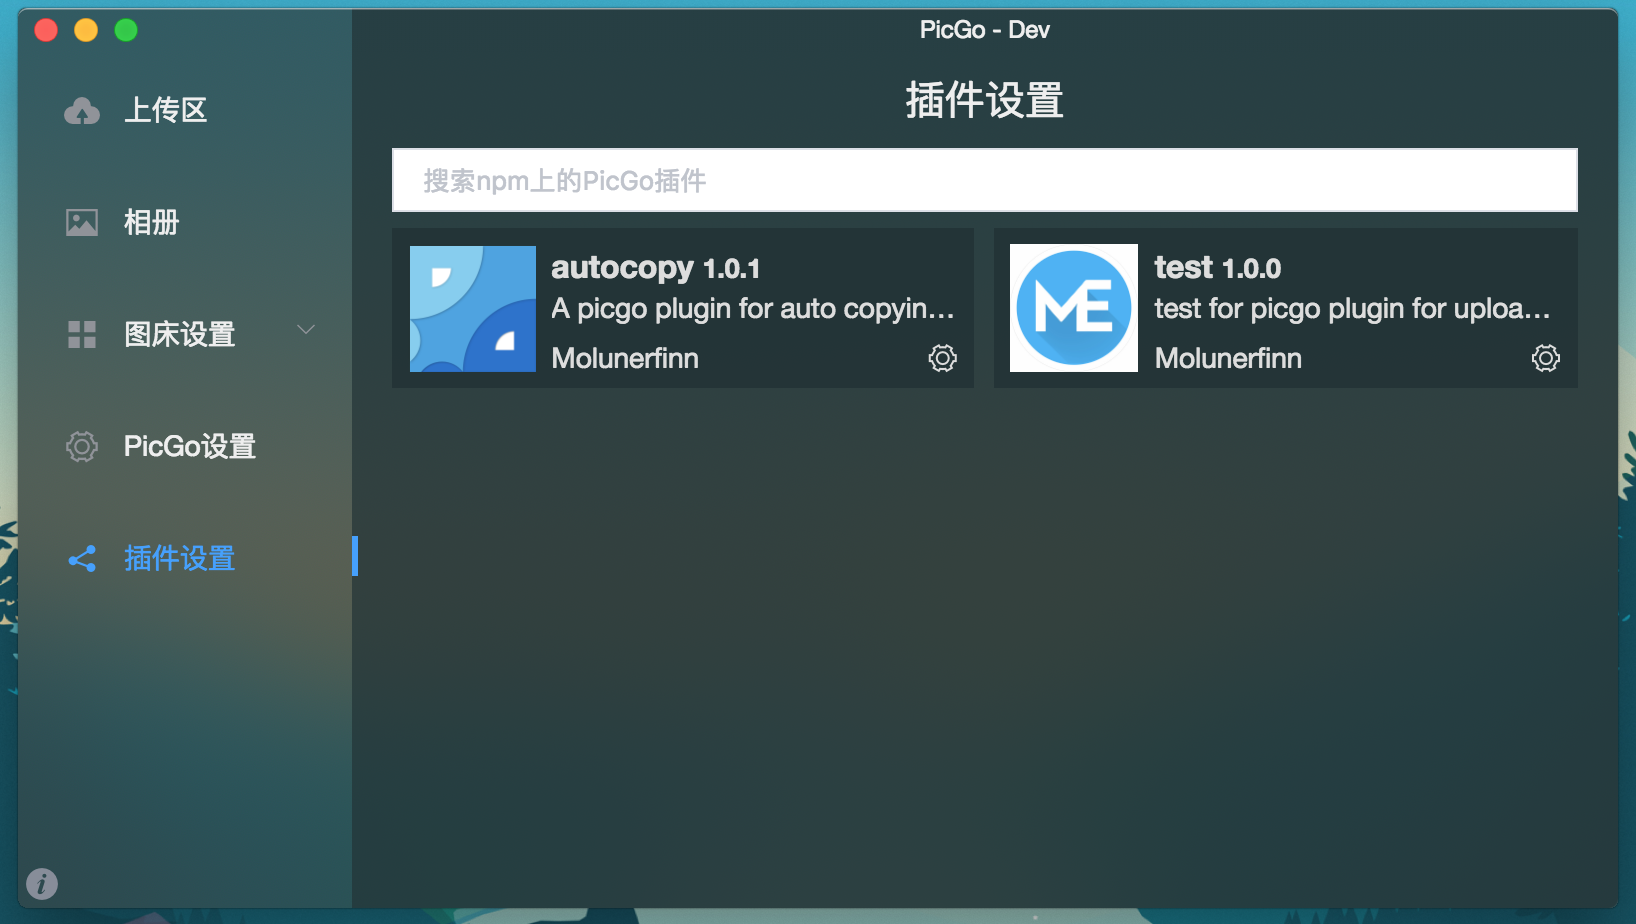 PicGo - Dev
上传区
相册
图床设置
PicGo设置
插件设置
插件设置
搜索npm上的PicGo插件
autocopy 1.0.1
A picgo plugin for auto copyin...
Molunerfinn
ME
test 1.0.0
test for picgo plugin for uploa...
Molunerfinn
i